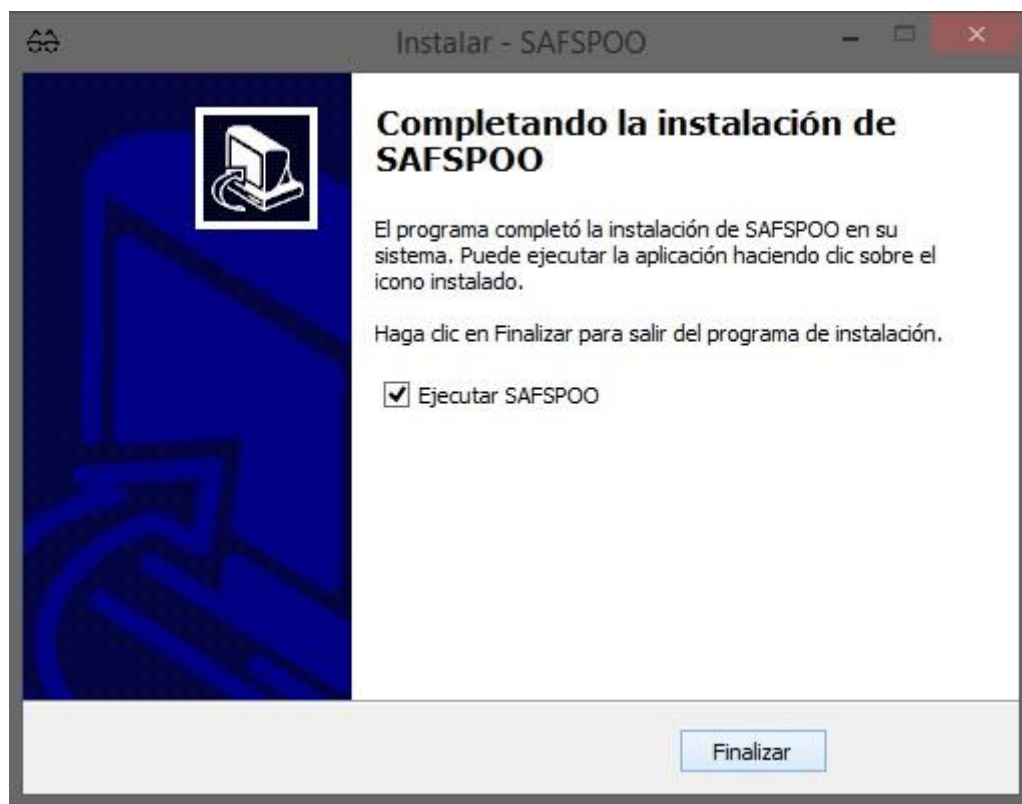 Instalar - SAFSPOO
Completando la instalación de
SAFSPOO
El programa completó la instalación de SAFSPOO en su
sistema. Puede ejecutar la aplicación haciendo clic sobre el
icono instalado.
Haga clic en Finalizar para salir del programa de instalación.
Ejecutar SAFSPOO
Finalizar